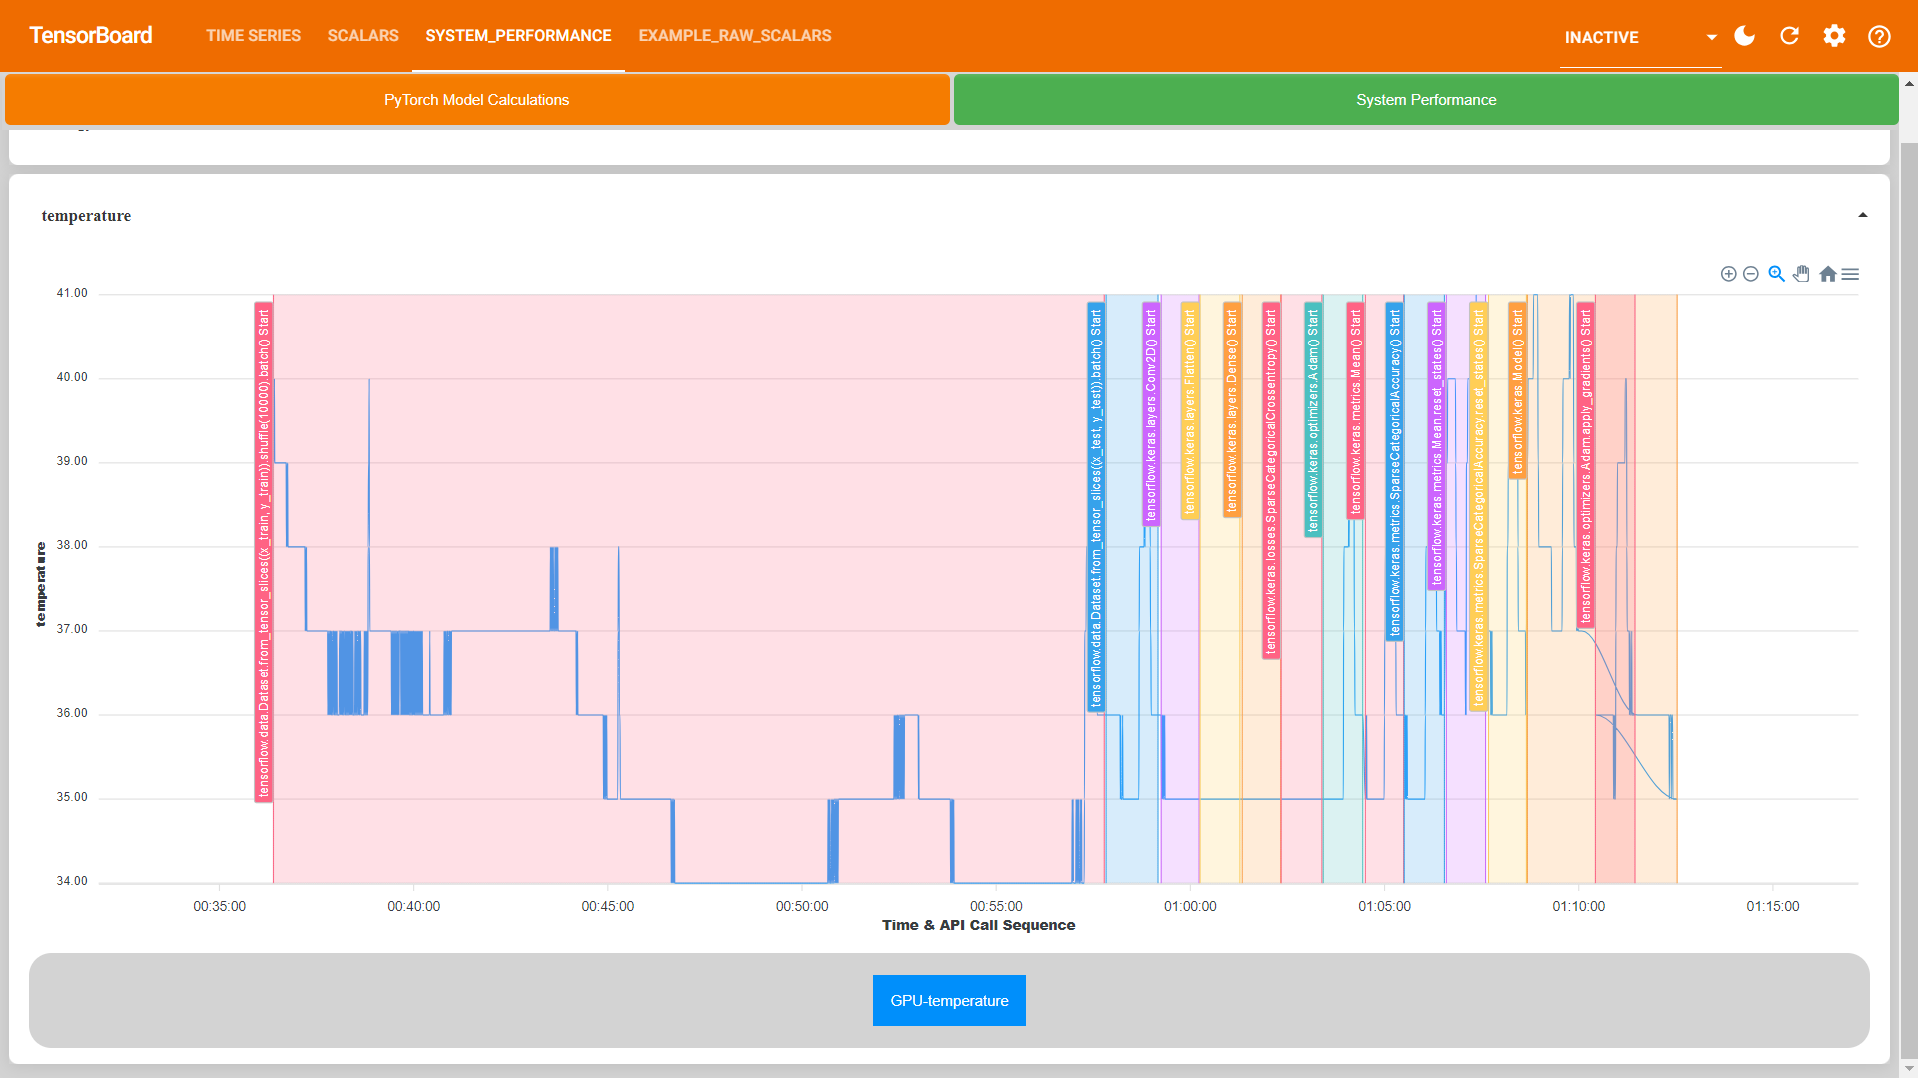 TensorBoard
TIME SERIES
SCALARS
SYSTEM_PERFORMANCE
EXAMPLE_RAW_SCALARS
INACTIVE
PyTorch Model Calculations
System Performance
temperature
41.00
40.00
39.00
38.00
37.00
36.00
35.00
34.00
temperature
tensorflow.data.Dataset.from_tensor_slices((x_train, y_train)).shuffle(10000).batch() Start
tensorflow.data.Dataset.from_tensor_slices((x_test, y_test)).batch() Start
tensorflow.keras.layers.Conv2D() Start
tensorflow.keras.layers.Flatten() Start
tensorflow.keras.layers.Dense() Start
tensorflow.keras.losses.SparseCategoricalCrossentropy() Start
tensorflow.keras.optimizers.Adam() Start
tensorflow.keras.metrics.Mean() Start
tensorflow.keras.metrics.SparseCategoricalAccuracy() Start
tensorflow.keras.metrics.Mean.reset_states() Start
tensorflow.keras.metrics.SparseCategoricalAccuracy.reset_states() Start
tensorflow.keras.Model() Start
tensorflow.keras.optimizers.Adam.apply_gradients() Start
00:35:00
00:40:00
00:45:00
00:50:00
00:55:00
01:00:00
01:05:00
01:10:00
01:15:00
Time & API Call Sequence
GPU-temperature